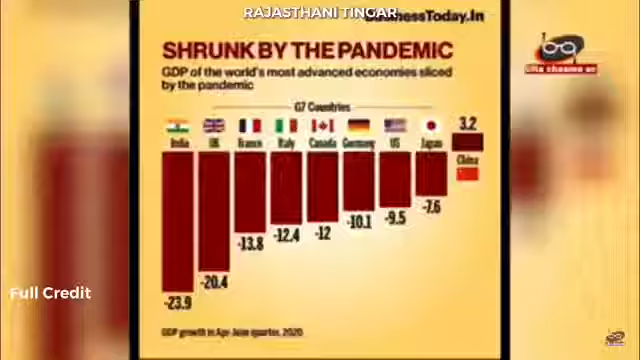 RAJASTHANI TINGAR
BusinessToday.In
SHRUNK BY THE PANDEMIC
GDP of the world's most advanced economies sliced
by the pandemic
G7 Countries
India UK France Italy Canada Germany US Japan
3.2
China
-23.9
-20.4
-13.8
-12.4
-12
-10.1
-9.5
-7.6
GDP growth in Apr-June quarter, 2020
Full Credit